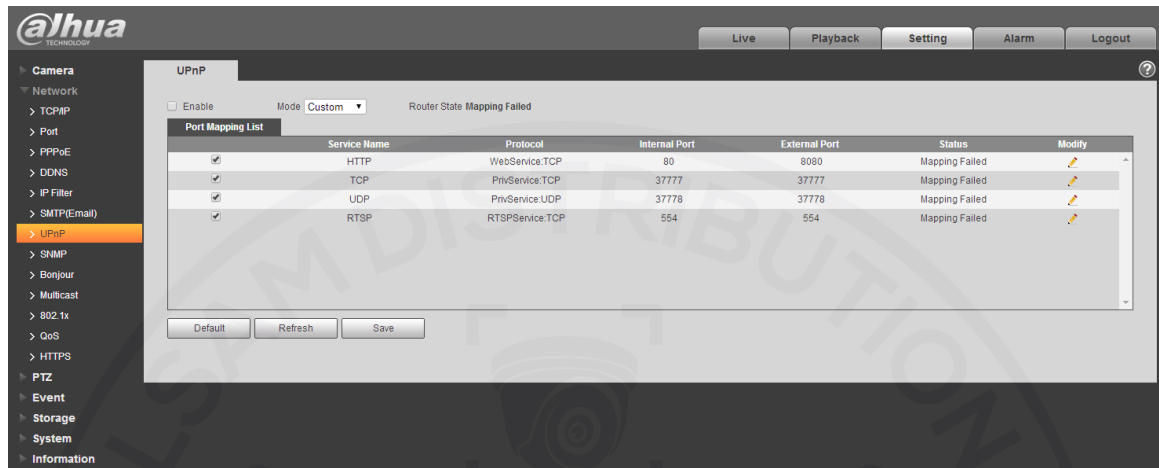 alhua
TECHNOLOGY
Live Playback Setting Alarm Logout
Camera
Network
TCP/IP
Port
PPPoE
DDNS
IP Filter
SMTP(Email)
UPnP
SNMP
Bonjour
Multicast
802.1x
QoS
HTTPS
PTZ
Event
Storage
System
Information
UPnP
?
Enable Mode Custom Router State Mapping Failed
Port Mapping List
Service Name Protocol Internal Port External Port Status Modify
HTTP WebService:TCP 80 8080 Mapping Failed
TCP PrivService:TCP 37777 37777 Mapping Failed
UDP PrivService:UDP 37778 37778 Mapping Failed
RTSP RTSPService:TCP 554 554 Mapping Failed
Default Refresh Save
LSAM DISTRIBUTION